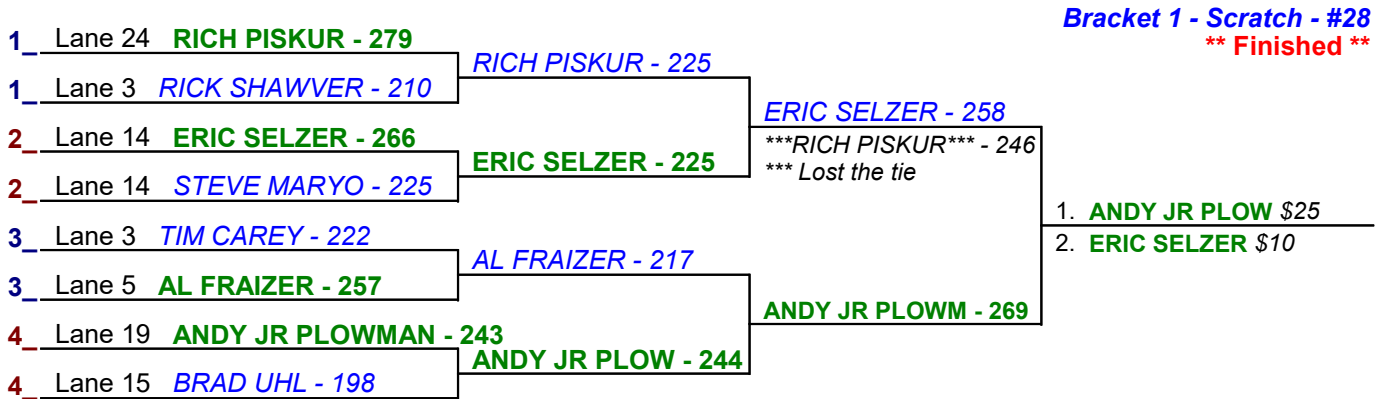 Bracket 1 - Scratch - #28
** Finished **
1_ Lane 24 RICH PISKUR - 279
1_ Lane 3 RICK SHAWVER - 210
2_ Lane 14 ERIC SELZER - 266
2_ Lane 14 STEVE MARYO - 225
3_ Lane 3 TIM CAREY - 222
3_ Lane 5 AL FRAIZER - 257
4_ Lane 19 ANDY JR PLOWMAN - 243
4_ Lane 15 BRAD UHL - 198
RICH PISKUR - 225
ERIC SELZER - 225
AL FRAIZER - 217
ANDY JR PLOW - 244
ERIC SELZER - 258
***RICH PISKUR*** - 246
*** Lost the tie
ANDY JR PLOWM - 269
1. ANDY JR PLOW $25
2. ERIC SELZER $10